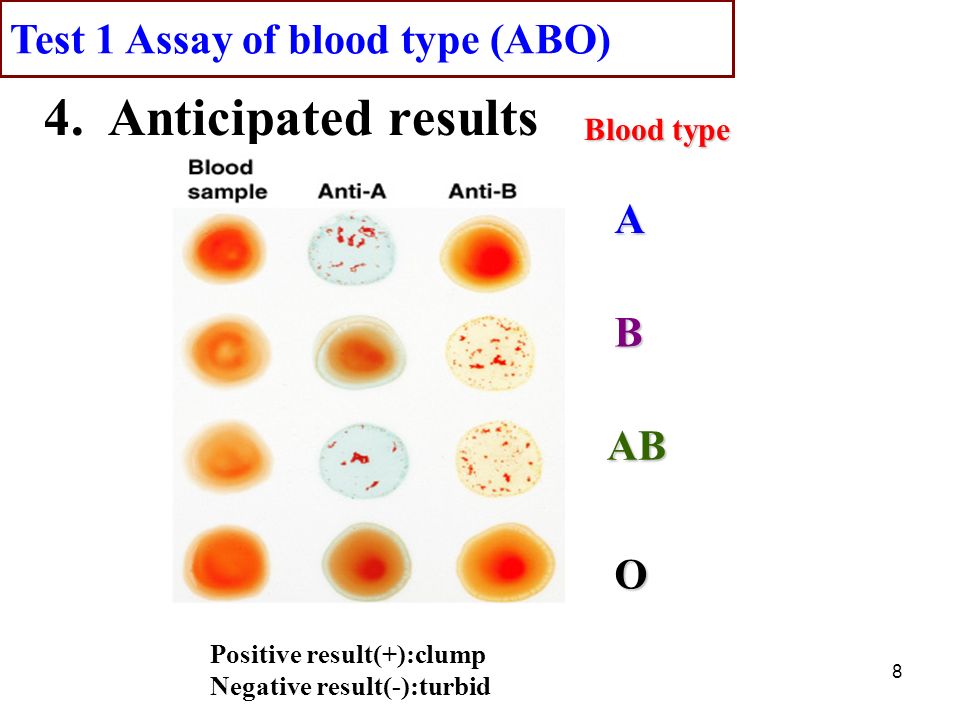 Test 1 Assay of blood type (ABO)
4. Anticipated results
Blood type
Blood
sample
Anti-A
Anti-B
A
B
AB
O
Positive result(+):clump
Negative result(-):turbid
8